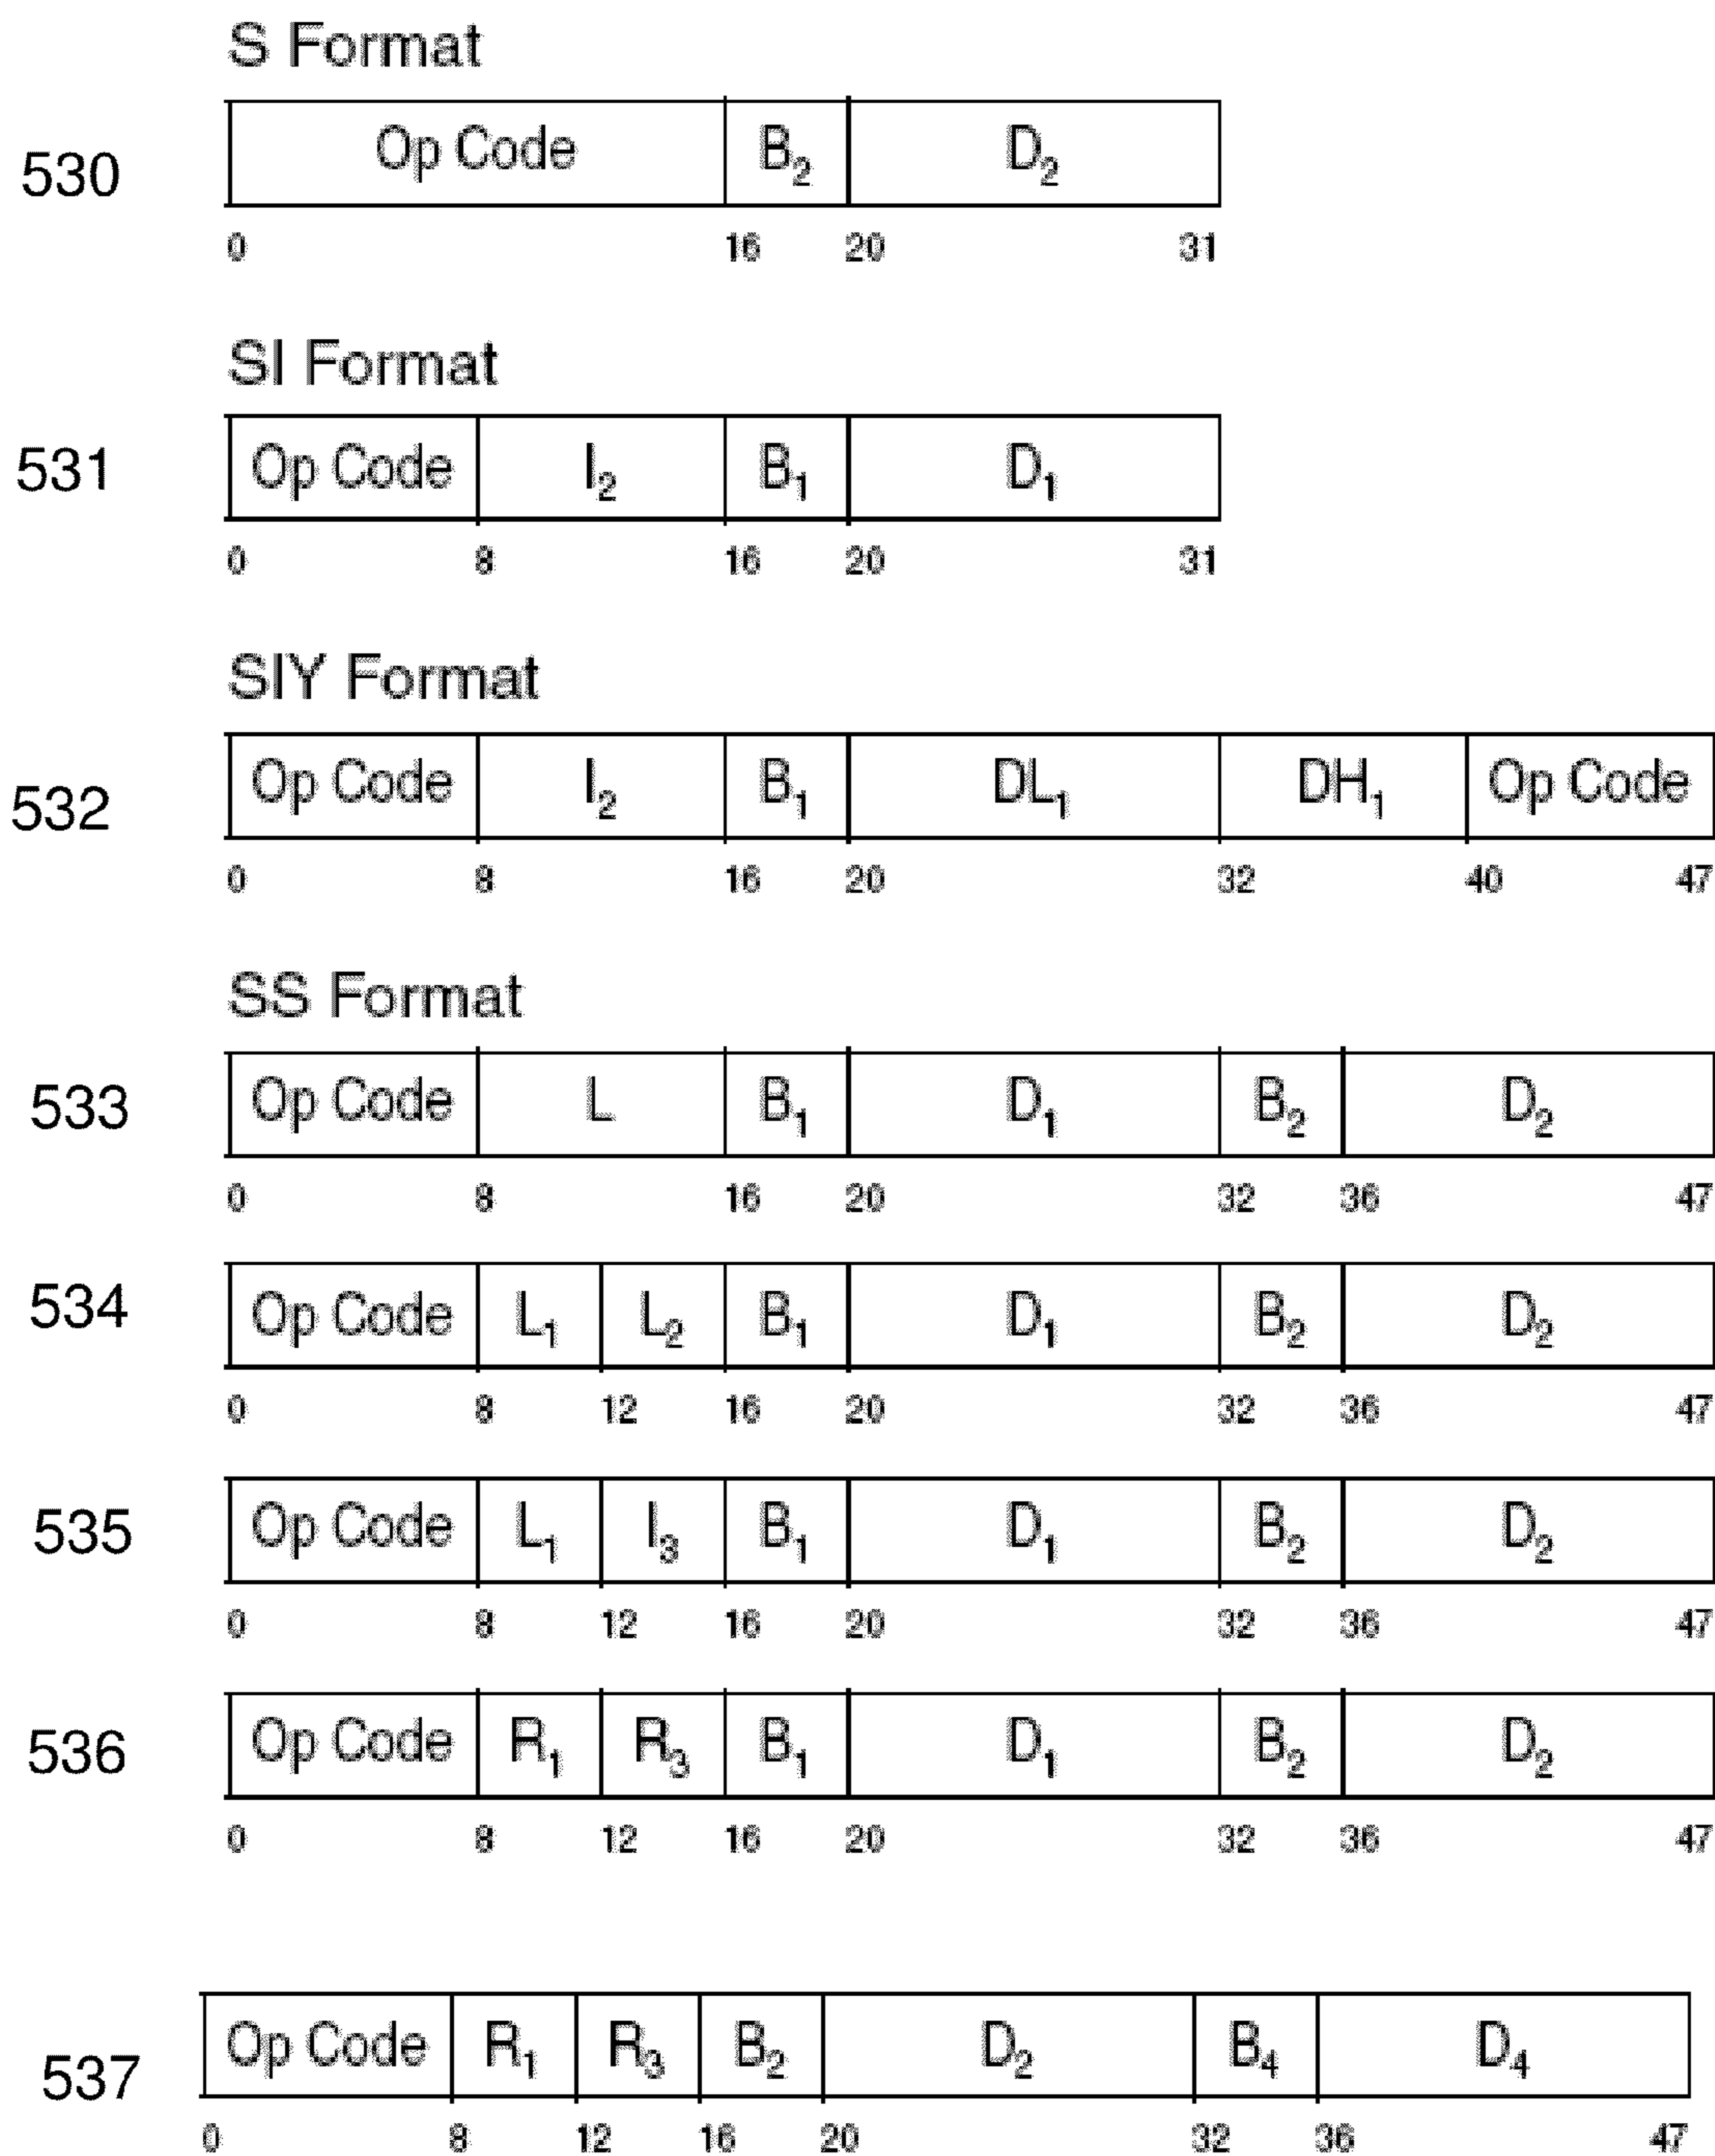 S Format
530 Op Code B₂ D₂
0 16 20 31
SI Format
531 Op Code I₂ B₁ D₁
0 8 16 20 31
SIY Format
532 Op Code I₂ B₁ DL₁ DH₁ Op Code
0 8 16 20 32 40 47
SS Format
533 Op Code L B₁ D₁ B₂ D₂
0 8 16 20 32 36 47
534 Op Code L₁ L₂ B₁ D₁ B₂ D₂
0 8 12 16 20 32 36 47
535 Op Code L₁ I₃ B₁ D₁ B₂ D₂
0 8 12 16 20 32 36 47
536 Op Code R₁ R₃ B₁ D₁ B₂ D₂
0 8 12 16 20 32 36 47
537 Op Code R₁ R₃ B₂ D₂ B₄ D₄
0 8 12 16 20 32 36 47